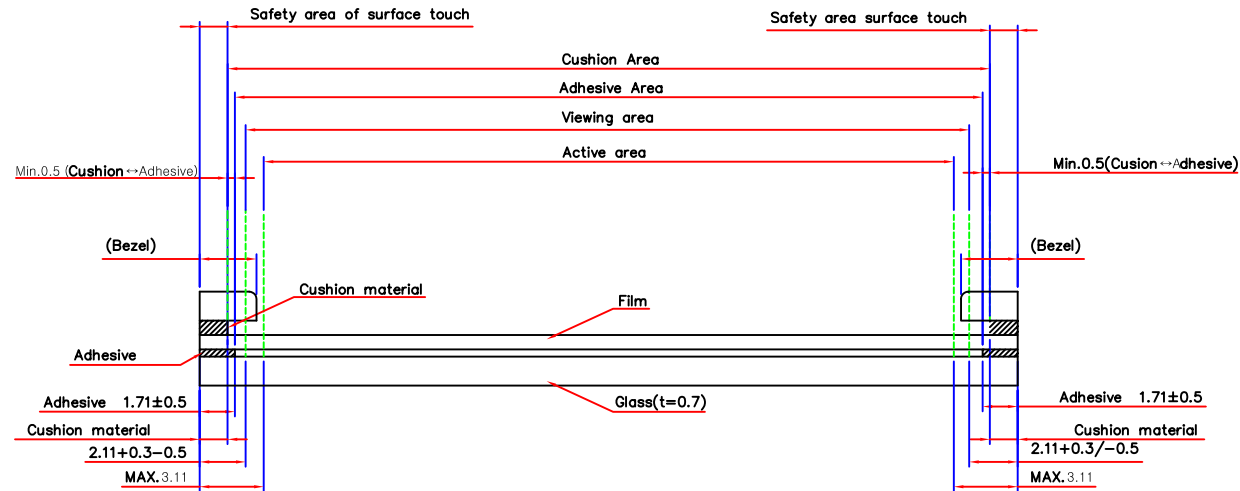 Safety area of surface touch
Safety area surface touch
Cushion Area
Adhesive Area
Viewing area
Active area
Min.0.5 (Cushion↔Adhesive)
Min.0.5(Cusion↔Adhesive)
(Bezel)
(Bezel)
Cushion material
Film
Adhesive
Glass(t=0.7)
Adhesive 1.71±0.5
Adhesive 1.71±0.5
Cushion material
Cushion material
2.11+0.3-0.5
2.11+0.3/-0.5
MAX.3.11
MAX.3.11